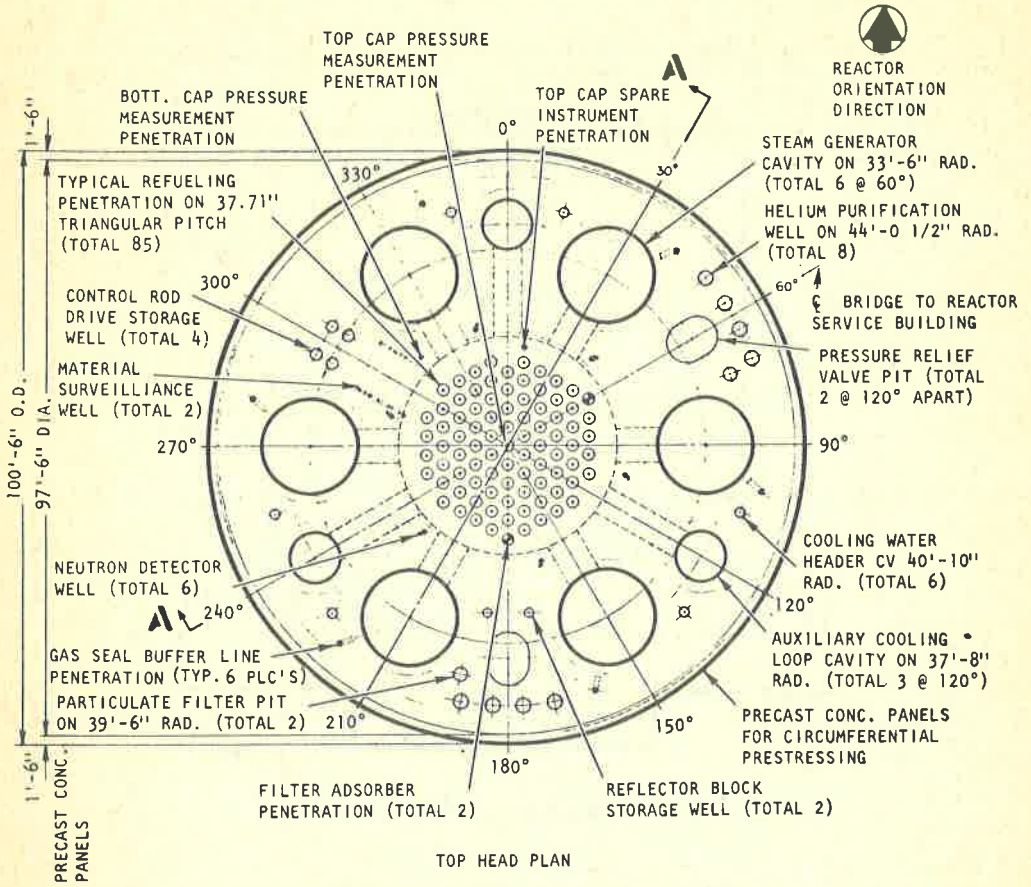 TOP CAP PRESSURE
MEASUREMENT
PENETRATION
BOTT. CAP PRESSURE
MEASUREMENT
PENETRATION
TOP CAP SPARE
INSTRUMENT
PENETRATION
A
REACTOR
ORIENTATION
DIRECTION
0°
30°
60°
90°
120°
150°
180°
210°
240°
270°
300°
330°
STEAM GENERATOR
CAVITY ON 33'-6" RAD.
(TOTAL 6 @ 60°)
HELIUM PURIFICATION
WELL ON 44'-0 1/2" RAD.
(TOTAL 8)
℄ BRIDGE TO REACTOR
SERVICE BUILDING
PRESSURE RELIEF
VALVE PIT (TOTAL
2 @ 120° APART)
COOLING WATER
HEADER CV 40'-10"
RAD. (TOTAL 6)
AUXILIARY COOLING
LOOP CAVITY ON 37'-8"
RAD. (TOTAL 3 @ 120°)
PRECAST CONC. PANELS
FOR CIRCUMFERENTIAL
PRESTRESSING
REFLECTOR BLOCK
STORAGE WELL (TOTAL 2)
FILTER ADSORBER
PENETRATION (TOTAL 2)
TYPICAL REFUELING
PENETRATION ON 37.71"
TRIANGULAR PITCH
(TOTAL 85)
CONTROL ROD
DRIVE STORAGE
WELL (TOTAL 4)
MATERIAL
SURVEILLIANCE
WELL (TOTAL 2)
NEUTRON DETECTOR
WELL (TOTAL 6)
A
GAS SEAL BUFFER LINE
PENETRATION (TYP. 6 PLC'S)
PARTICULATE FILTER PIT
ON 39'-6" RAD. (TOTAL 2)
1'-6"
100'-6" O.D.
97'-6" DIA.
1'-6"
PRECAST CONC.
PANELS
TOP HEAD PLAN